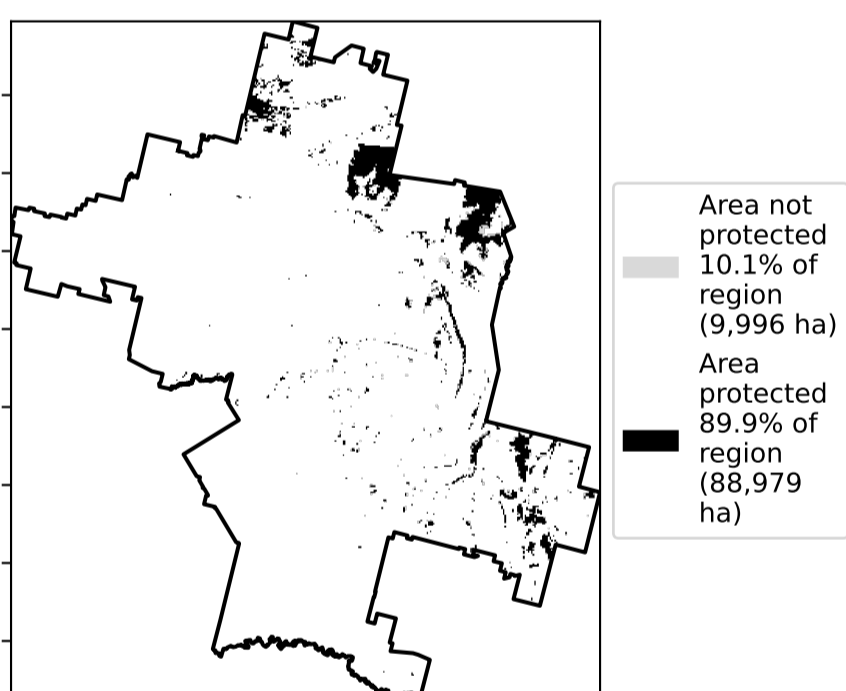 Area not
protected
10.1% of
region
(9,996 ha)
Area
protected
89.9% of
region
(88,979
ha)